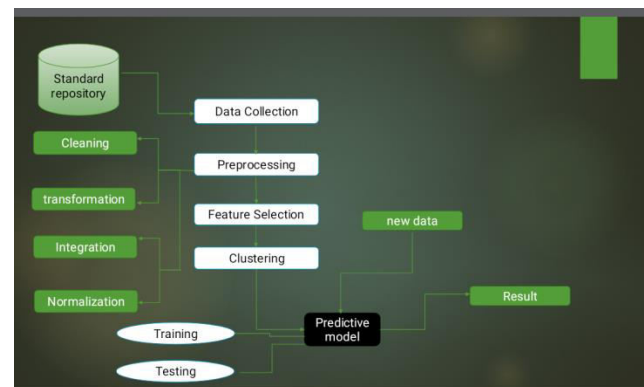 Standard
repository
Data Collection
Cleaning
Preprocessing
transformation
Feature Selection
new data
Integration
Clustering
Result
Normalization
Predictive
model
Training
Testing